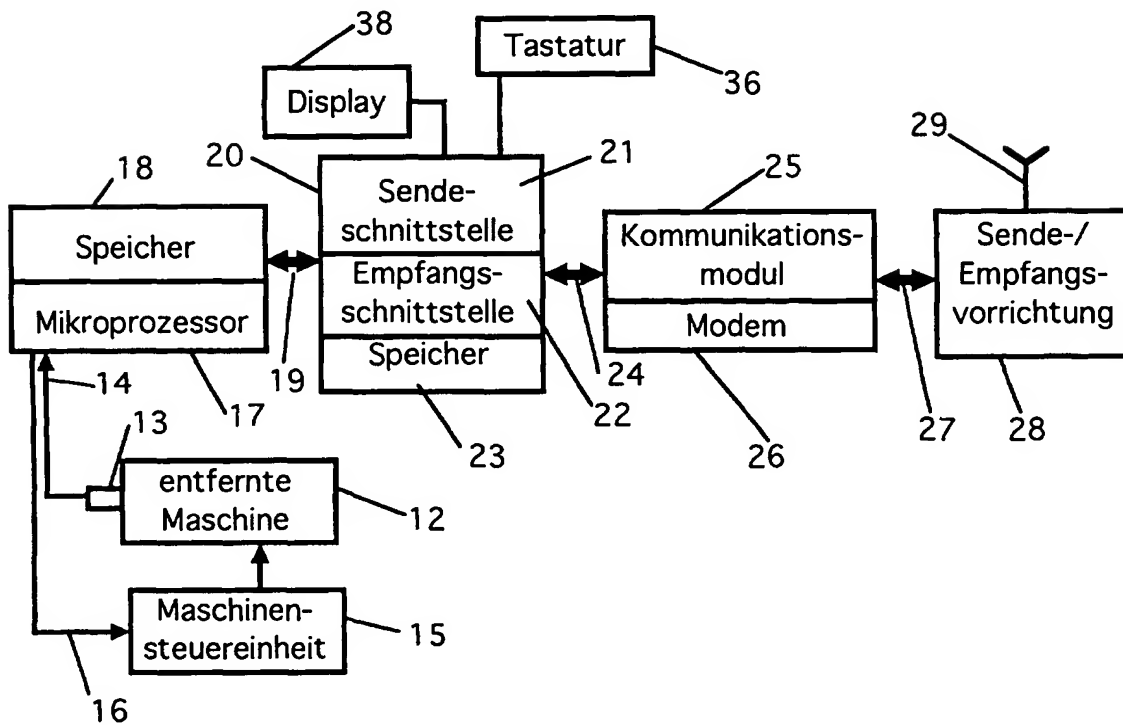 38
Tastatur
36
Display
20
21
29
18
25
Sende-
schnittstelle
Speicher
Kommunikations-
modul
Sende-/
Empfangs-
vorrichtung
Empfangs-
schnittstelle
Mikroprozessor
Modem
Speicher
14
19
24
13
17
23
22
26
27
28
entfernte
Maschine
12
Maschinen-
steuereinheit
15
16